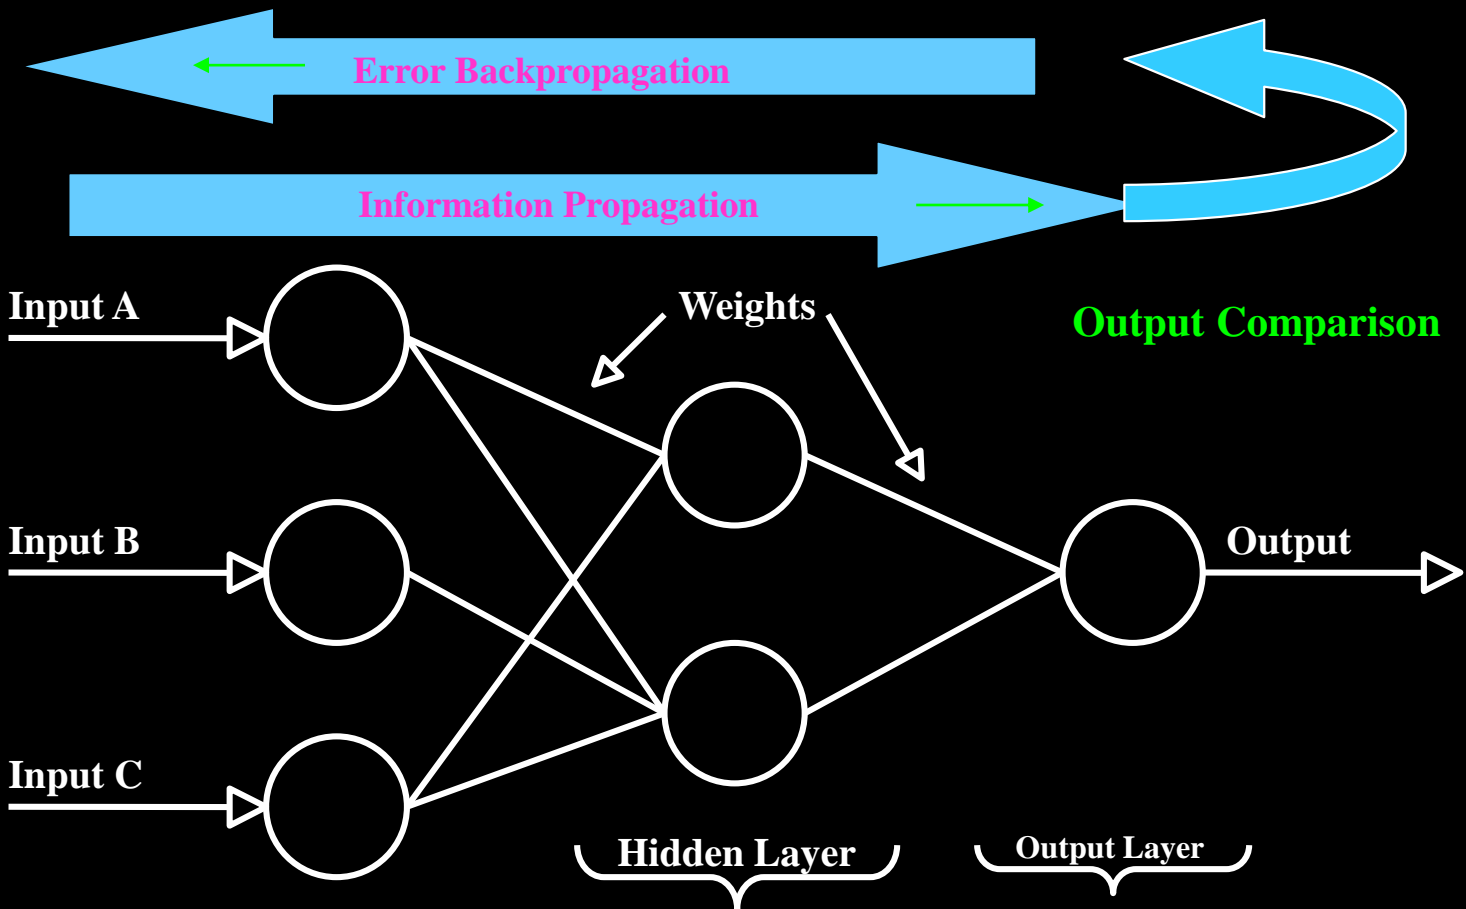 Error Backpropagation
Information Propagation
Input A
Weights
Output Comparison
Input B
Output
Input C
Hidden Layer
Output Layer